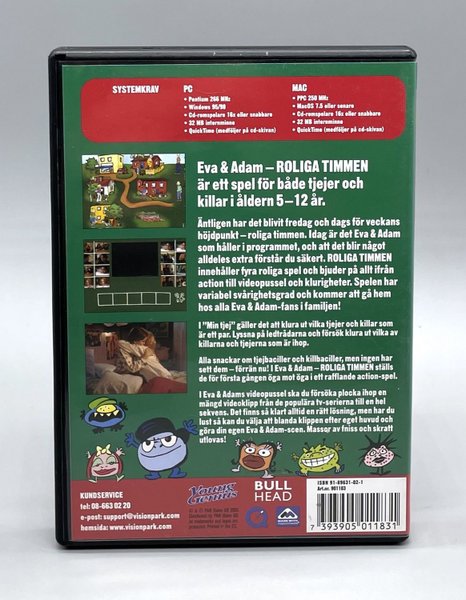 SYSTEMKRAV
PC
• Pentium 266 MHz
• Windows 95/98
• Cd-romspelare 16x eller snabbare
• 32 MB internminne
• QuickTime (medföljer på cd-skivan)
MAC
• PPC 250 MHz
• MacOS 7.6 eller senare
• Cd-romspelare 16x eller snabbare
• 32 MB internminne
• QuickTime (medföljer på cd-skivan)
Eva & Adam – ROLIGA TIMMEN
är ett spel för både tjejer och
killar i åldern 5–12 år.
Äntligen har det blivit fredag och dags för veckans
höjdpunkt – roliga timmen. Idag är det Eva & Adam
som håller i programmet, och att det blir något
alldeles extra förstår du säkert. ROLIGA TIMMEN
innehåller fyra roliga spel och bjuder på allt ifrån
action till videopussel och klurigheter. Spelen har
variabel svårighetsgrad och kommer att gå hem
hos alla Eva & Adam-fans i familjen!
I "Min tjej" gäller det att klura ut vilka tjejer och killar som
är ett par. Lyssna på ledtrådarna och försök klura ut vilka av
killarna och tjejerna som är ihop.
Alla snackar om tjejbaciller och killbaciller, men ingen har
sett dem – förrän nu! I Eva & Adam – ROLIGA TIMMEN ställs
de för första gången öga mot öga i ett rafflande action-spel.
I Eva & Adams videopussel ska du försöka plocka ihop en
mängd videoklipp från de populära tv-serierna till en hel
sekvens. Det finns så klart alltid en rätt lösning, men har du
lust så kan du välja att blanda klippen efter eget huvud och
göra din egen Eva & Adam-scen. Massor av fniss och skratt
utlovas!
KUNDSERVICE
tel: 08-663 02 20
e-post: support@visionpark.com
hemsida: www.visionpark.com
Young
Genius
BULL
HEAD
ISBN 91-89631-02-1
Art.nr. 901183
7 393905 011831